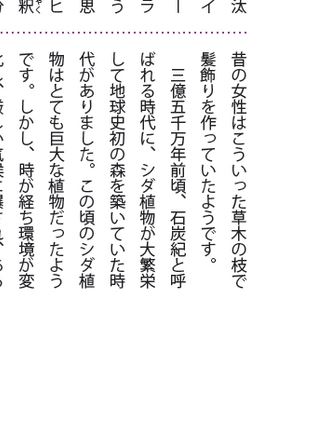 昔の女性はこういった草木の枝で
髪飾りを作っていたようです。
三億五千万年前頃、石炭紀と呼
ばれる時代に、シダ植物が大繁栄
して地球史初の森を築いていた時
代がありました。この頃のシダ植
物はとても巨大な植物だったよう
です。しかし、時が経ち環境が変
汰
イ
ー
ラ
う
思
ヒ